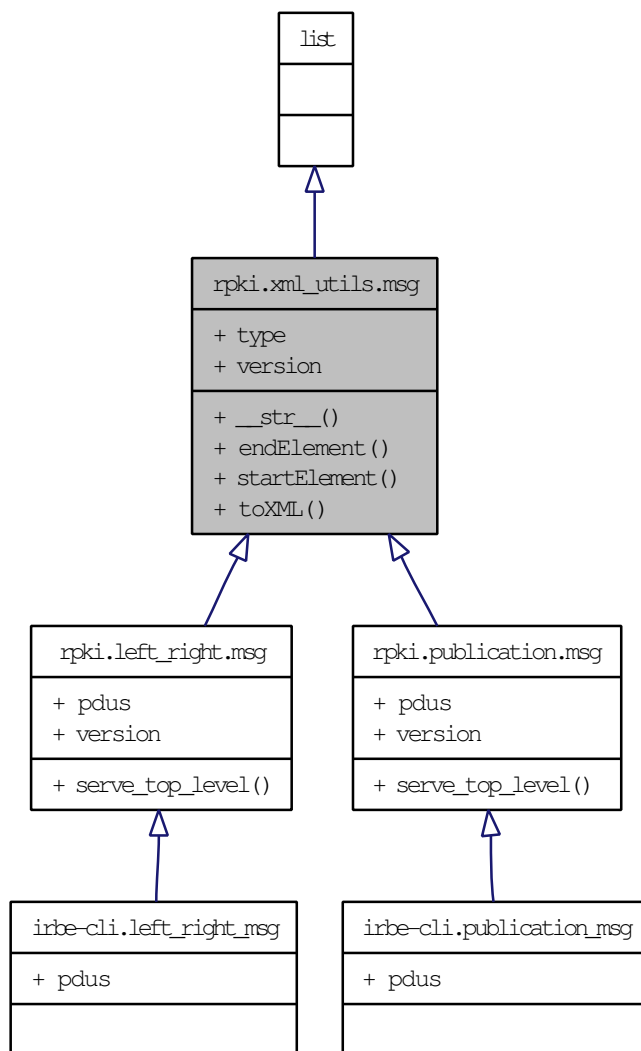 list
rpki.xml_utils.msg
+ type
+ version
+ __str__()
+ endElement()
+ startElement()
+ toXML()
rpki.left_right.msg
+ pdus
+ version
+ serve_top_level()
rpki.publication.msg
+ pdus
+ version
+ serve_top_level()
irbe-cli.left_right_msg
+ pdus
irbe-cli.publication_msg
+ pdus